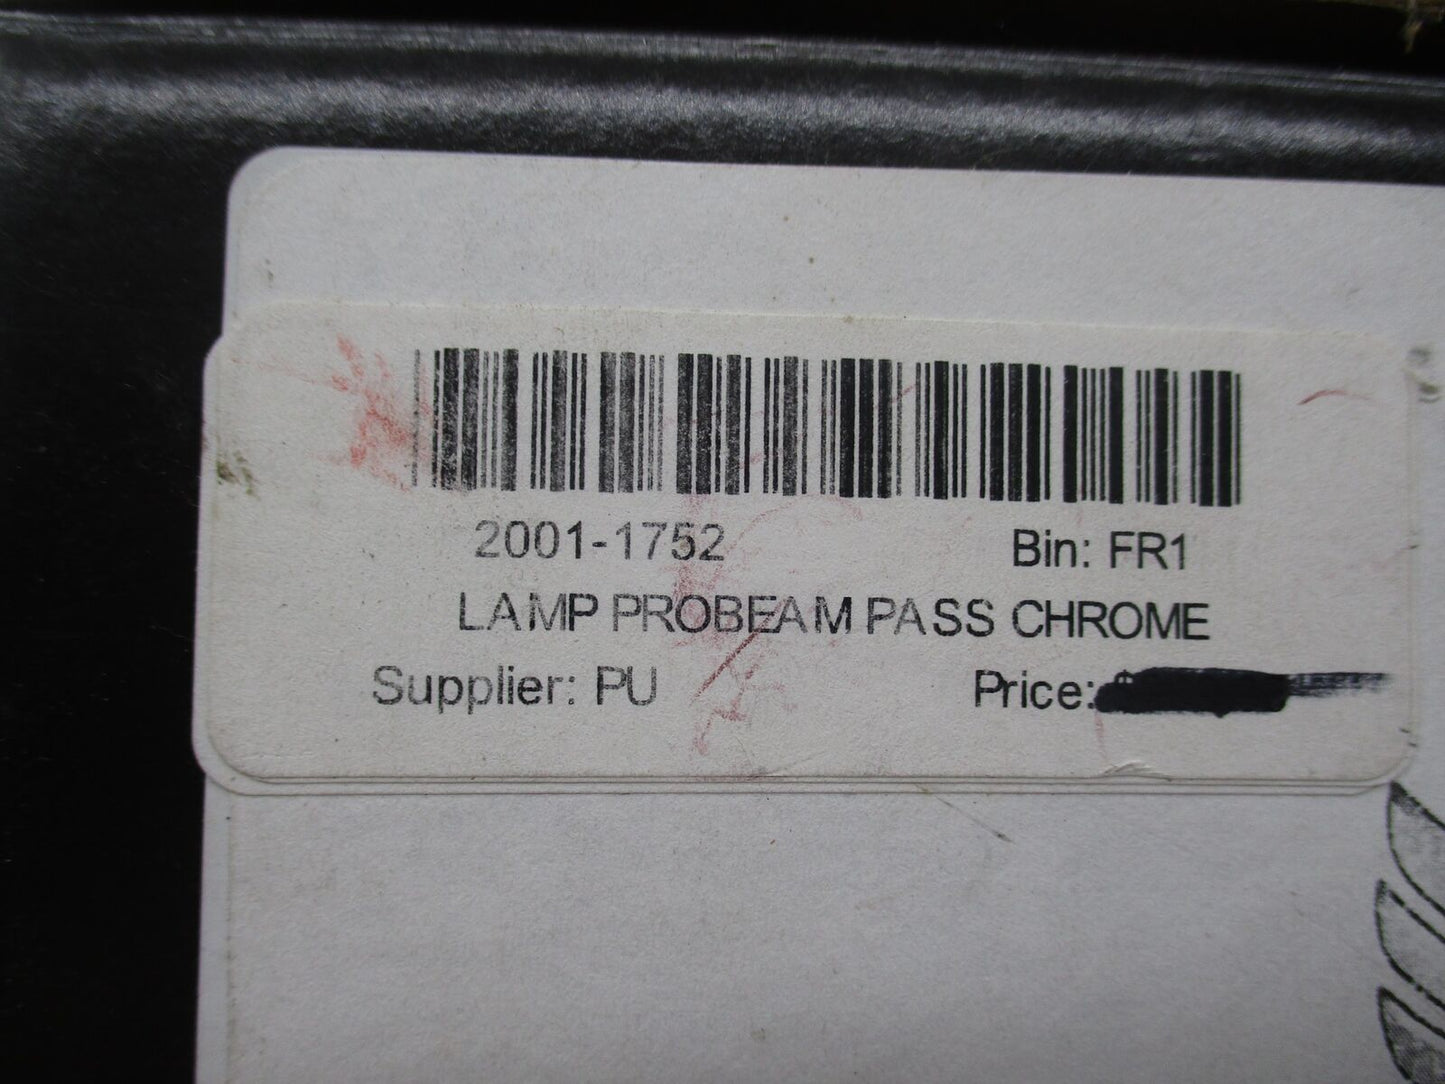 2001-1752 Bin: FR1
LAMP PROBEAM PASS CHROME
Supplier: PU Price: